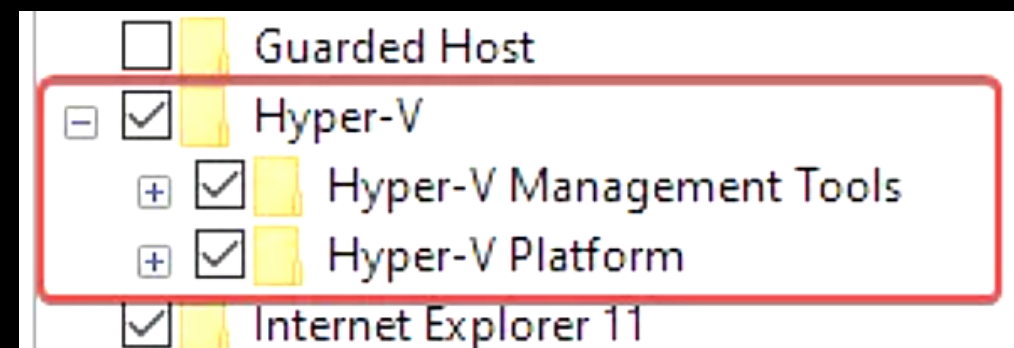 Guarded Host
Hyper-V
Hyper-V Management Tools
Hyper-V Platform
Internet Explorer 11